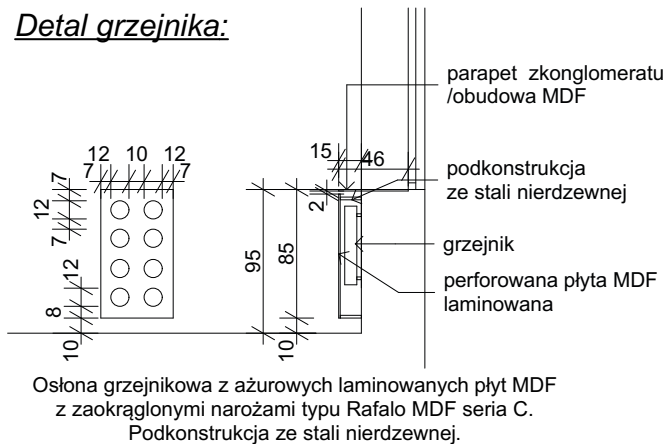 Detal grzejnika:
parapet zkonglomeratu
/obudowa MDF
12 10 12
7 7
15 46
7
12
7
12
8
10
2
95
85
10
podkonstrukcja
ze stali nierdzewnej
grzejnik
perforowana płyta MDF
laminowana
Osłona grzejnikowa z ażurowych laminowanych płyt MDF
z zaokrąglonymi narożami typu Rafalo MDF seria C.
Podkonstrukcja ze stali nierdzewnej.